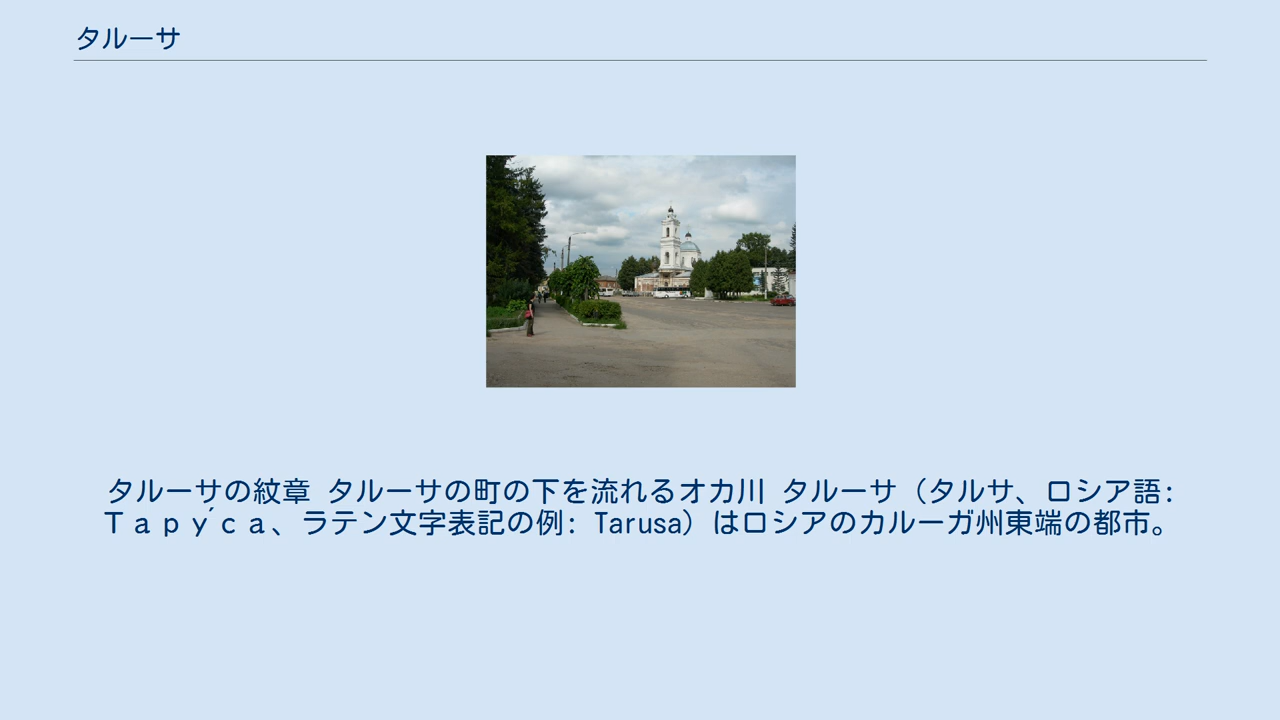 タルーサ
タルーサの紋章 タルーサの町の下を流れるオカ川 タルーサ（タルサ、ロシア語:
Тару́са、ラテン文字表記の例: Tarusa）はロシアのカルーガ州東端の都市。